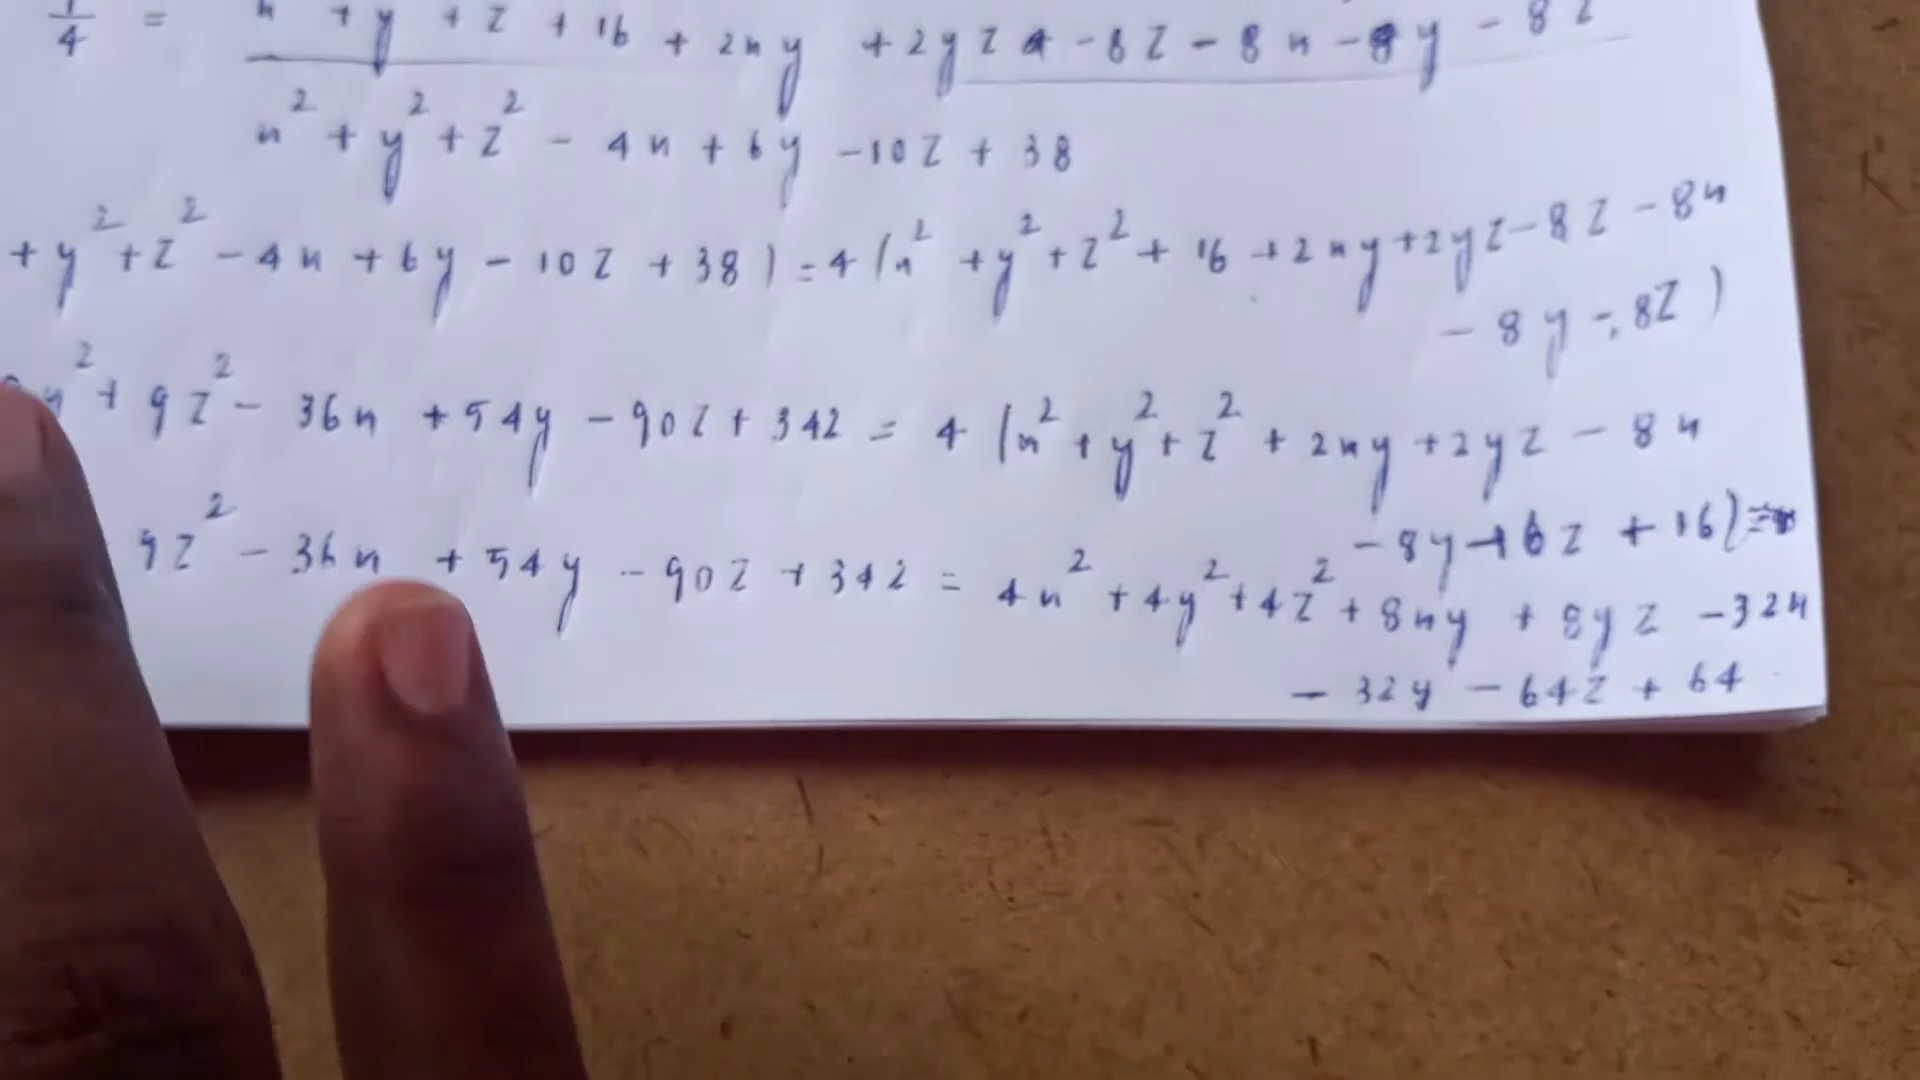 1/4 = x + y + z + 16 + 2xy + 2yz - 8z - 8x - 8y - 8z
x² + y² + z² - 4x + 6y - 10z + 38
+ y² + z² - 4x + 6y - 10z + 38) = 4(x² + y² + z² + 16 + 2xy + 2yz - 8z - 8x
- 8y - 8z)
x² + 9z² - 36x + 54y - 90z + 342 = 4(x² + y² + z² + 2xy + 2yz - 8x
- 8y 16z + 16) =
9z² - 36x + 54y - 90z + 342 = 4x² + 4y² + 4z² + 8xy + 8yz - 32x
- 32y - 64z + 64